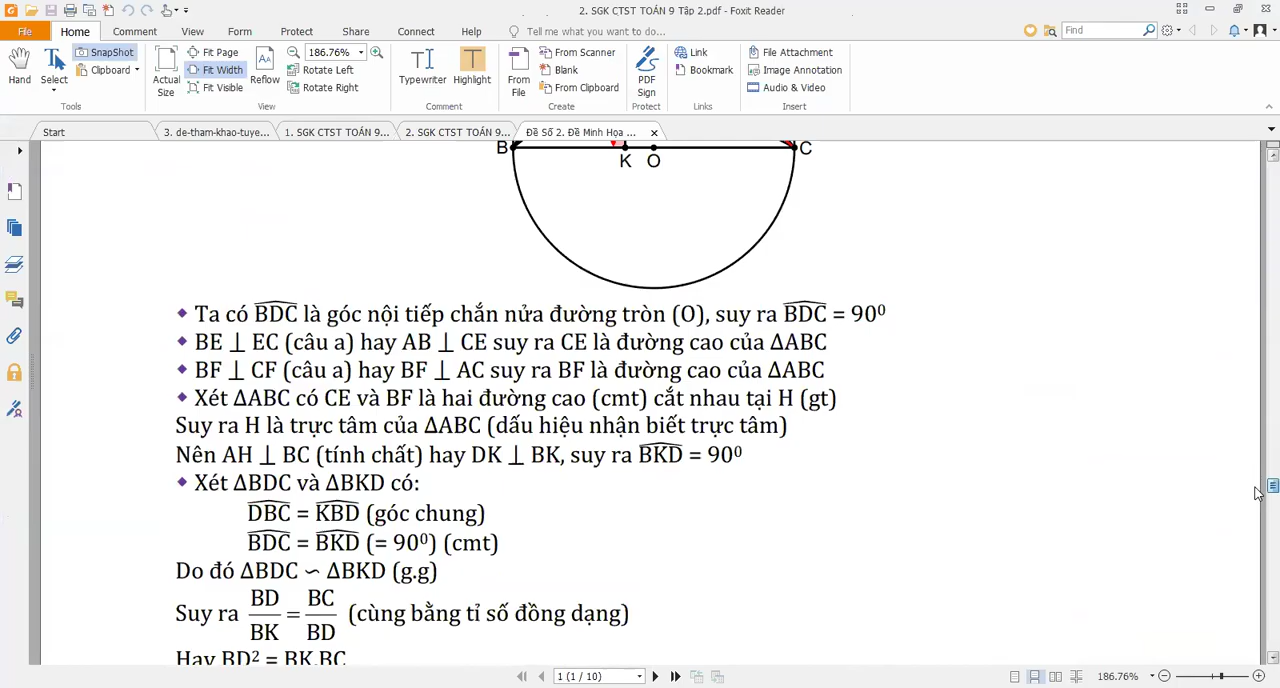 2. SGK CTST TOÁN 9 Tập 2.pdf - Foxit Reader
File Home Comment View Form Protect Share Connect Help Tell me what you want to do... Find
SnapShot Fit Page 186.76% From Scanner Link File Attachment
Clipboard Fit Width Rotate Left Blank Bookmark Image Annotation
Fit Visible Rotate Right From Clipboard Audio & Video
Hand Select Actual Size Reflow Typewriter Highlight From File PDF Sign
Tools View Comment Create Protect Links Insert
Start 3. de-tham-khao-tuye... 1. SGK CTST TOÁN 9... 2. SGK CTST TOÁN 9... Đề Số 2. Đề Minh Họa ...
B C
K O
Ta có BDC là góc nội tiếp chắn nửa đường tròn (O), suy ra BDC = 90⁰
BE ⊥ EC (câu a) hay AB ⊥ CE suy ra CE là đường cao của ΔABC
BF ⊥ CF (câu a) hay BF ⊥ AC suy ra BF là đường cao của ΔABC
Xét ΔABC có CE và BF là hai đường cao (cmt) cắt nhau tại H (gt)
Suy ra H là trực tâm của ΔABC (dấu hiệu nhận biết trực tâm)
Nên AH ⊥ BC (tính chất) hay DK ⊥ BK, suy ra BKD = 90⁰
Xét ΔBDC và ΔBKD có:
DBC = KBD (góc chung)
BDC = BKD (= 90⁰) (cmt)
Do đó ΔBDC ∽ ΔBKD (g.g)
Suy ra BD/BK = BC/BD (cùng bằng tỉ số đồng dạng)
Hay BD² = BK.BC
1 (1 / 10) 186.76%